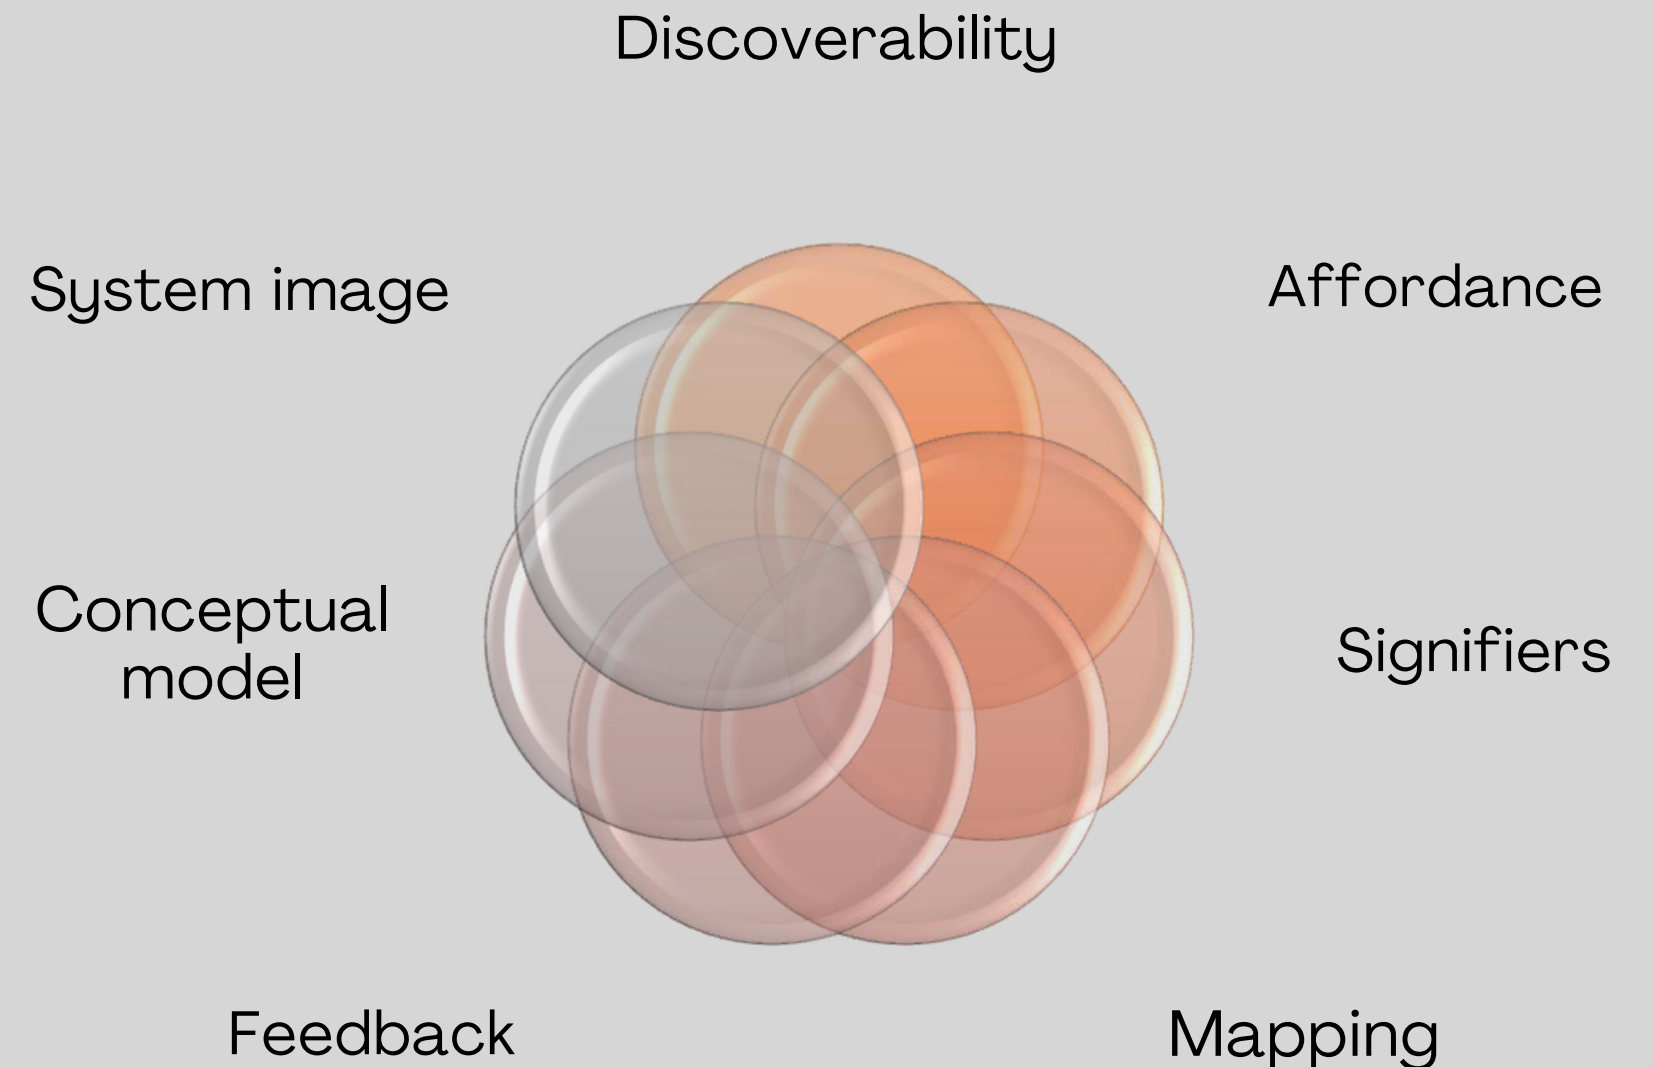 Discoverability
System image
Affordance
Conceptual
model
Signifiers
Feedback
Mapping